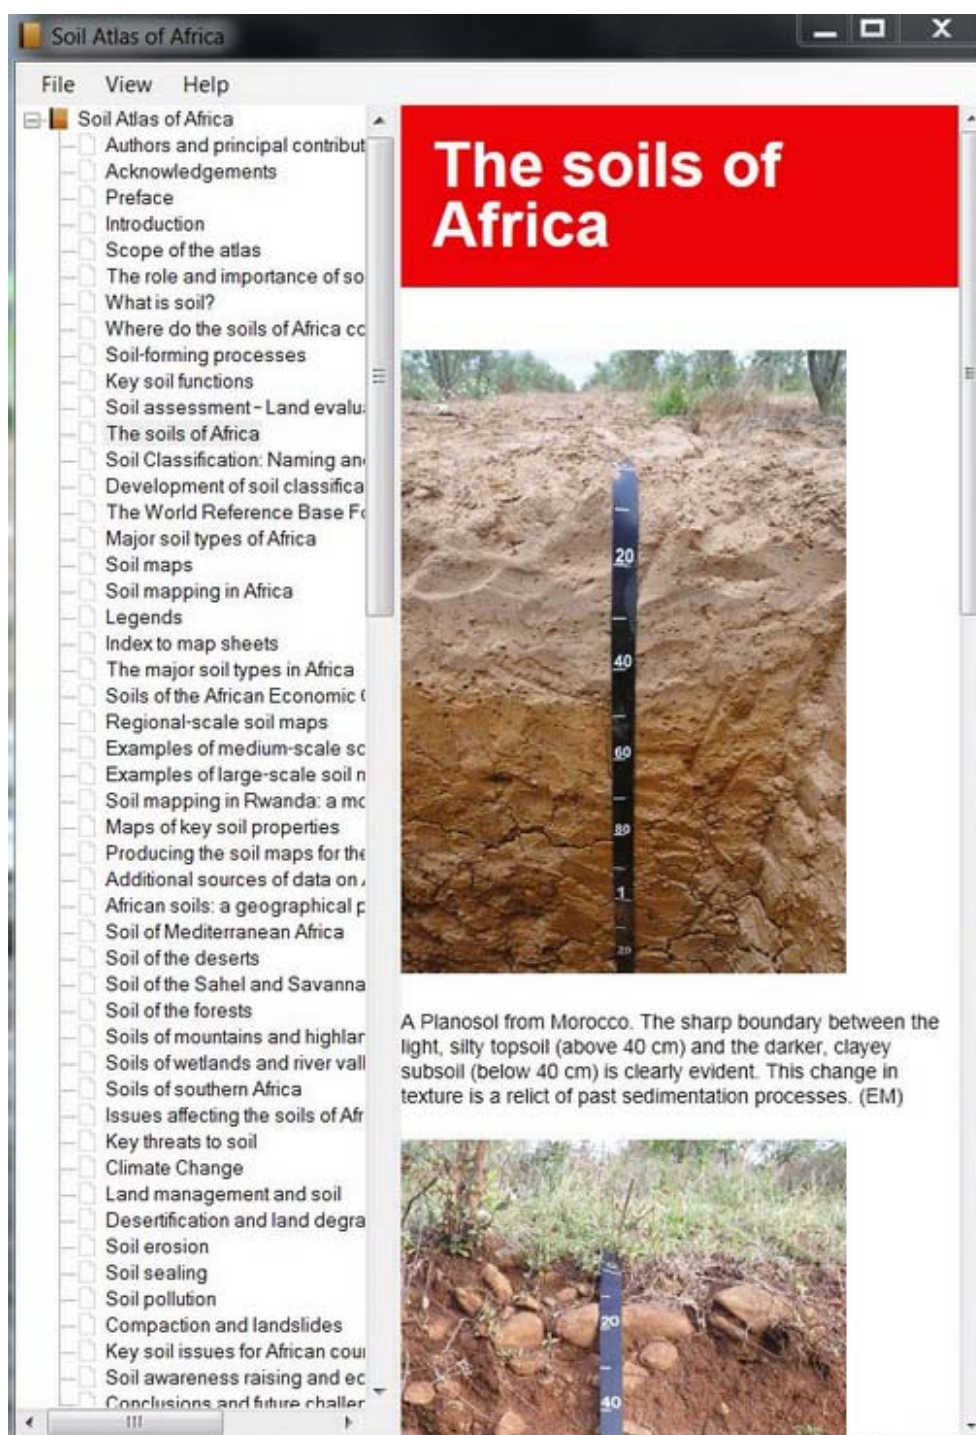 Soil Atlas of Africa
File View Help
Soil Atlas of Africa
Authors and principal contribut
Acknowledgements
Preface
Introduction
Scope of the atlas
The role and importance of so
What is soil?
Where do the soils of Africa co
Soil-forming processes
Key soil functions
Soil assessment - Land evalu
The soils of Africa
Soil Classification: Naming an
Development of soil classifica
The World Reference Base Fo
Major soil types of Africa
Soil maps
Soil mapping in Africa
Legends
Index to map sheets
The major soil types in Africa
Soils of the African Economic
Regional-scale soil maps
Examples of medium-scale sc
Examples of large-scale soil n
Soil mapping in Rwanda: a mo
Maps of key soil properties
Producing the soil maps for the
Additional sources of data on
African soils: a geographical p
Soil of Mediterranean Africa
Soil of the deserts
Soil of the Sahel and Savanna
Soil of the forests
Soils of mountains and highlar
Soils of wetlands and river vall
Soils of southern Africa
Issues affecting the soils of Afr
Key threats to soil
Climate Change
Land management and soil
Desertification and land degra
Soil erosion
Soil sealing
Soil pollution
Compaction and landslides
Key soil issues for African cour
Soil awareness raising and ec
Conclusions and future challer
The soils of
Africa
20
40
60
80
1
20
A Planosol from Morocco. The sharp boundary between the
light, silty topsoil (above 40 cm) and the darker, clayey
subsoil (below 40 cm) is clearly evident. This change in
texture is a relict of past sedimentation processes. (EM)
20
40